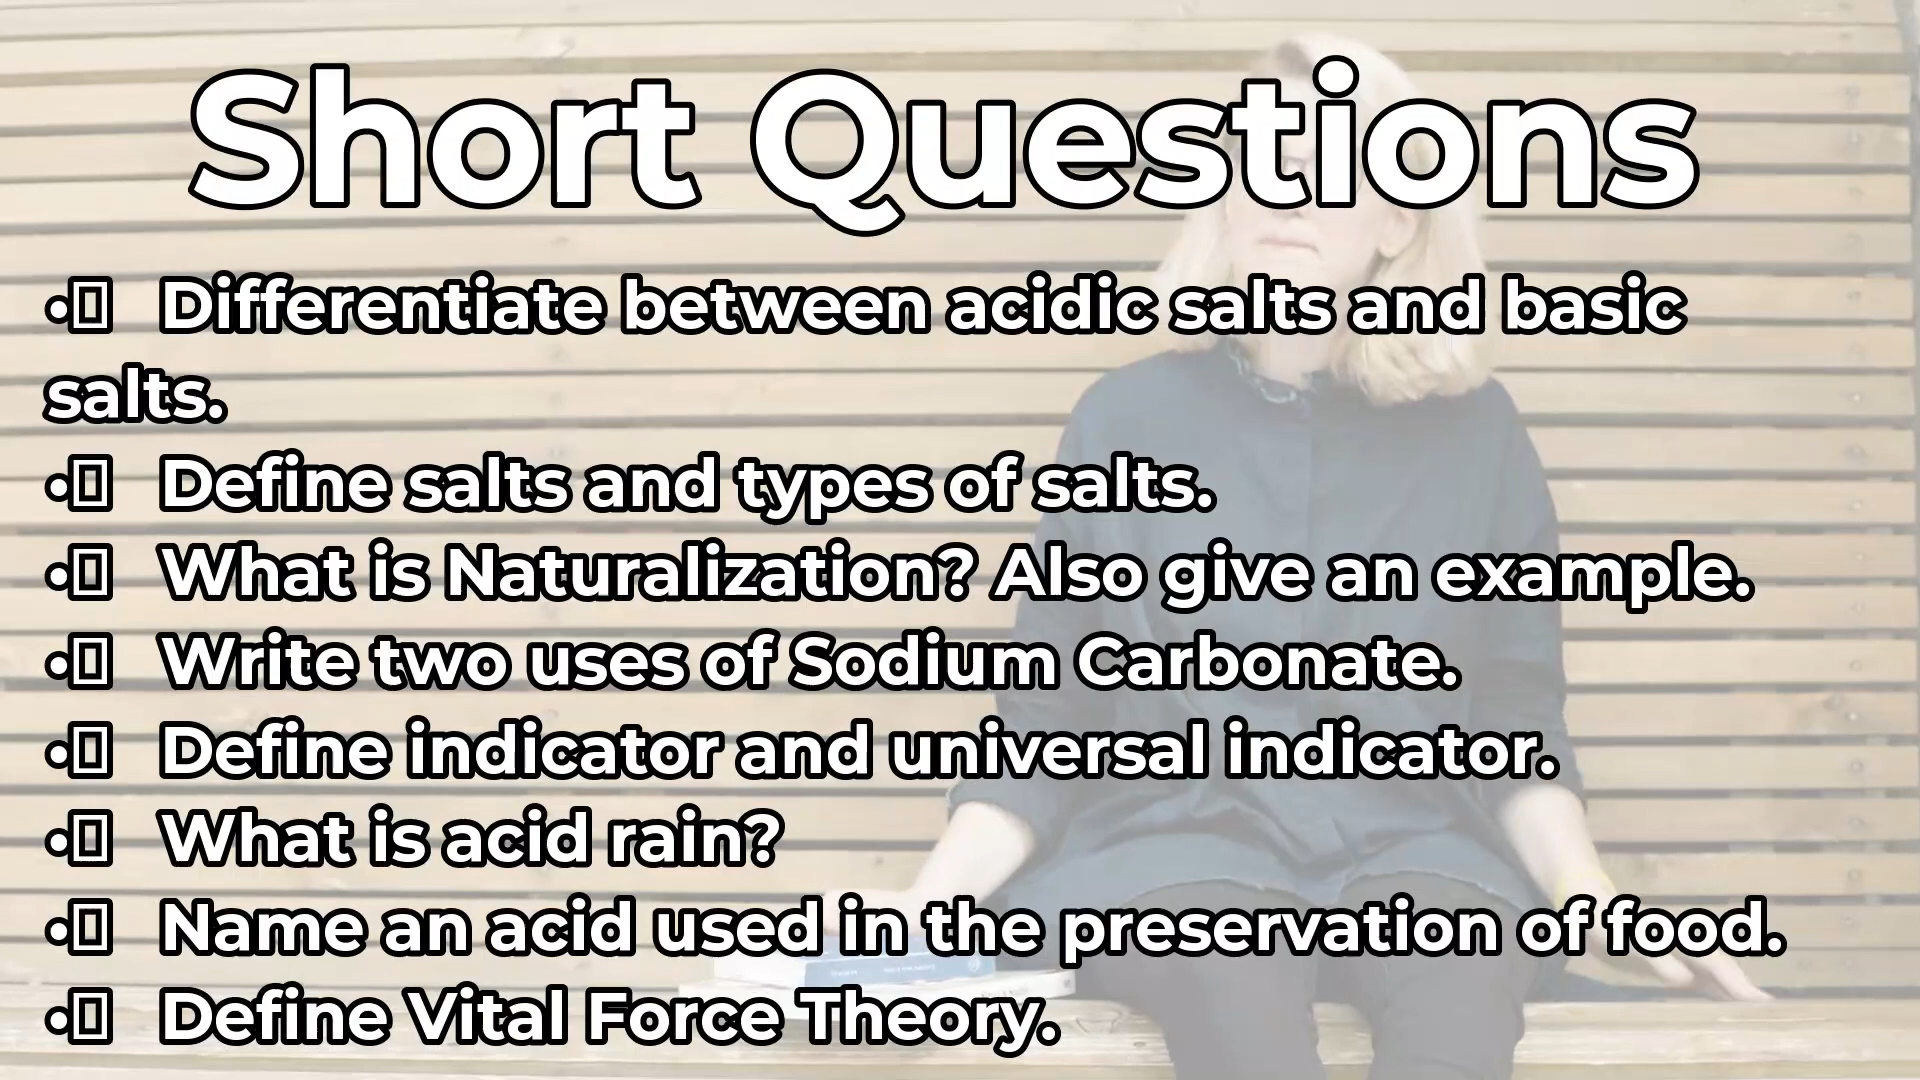 Short Questions
• Differentiate between acidic salts and basic
salts.
• Define salts and types of salts.
• What is Naturalization? Also give an example.
• Write two uses of Sodium Carbonate.
• Define indicator and universal indicator.
• What is acid rain?
• Name an acid used in the preservation of food.
• Define Vital Force Theory.